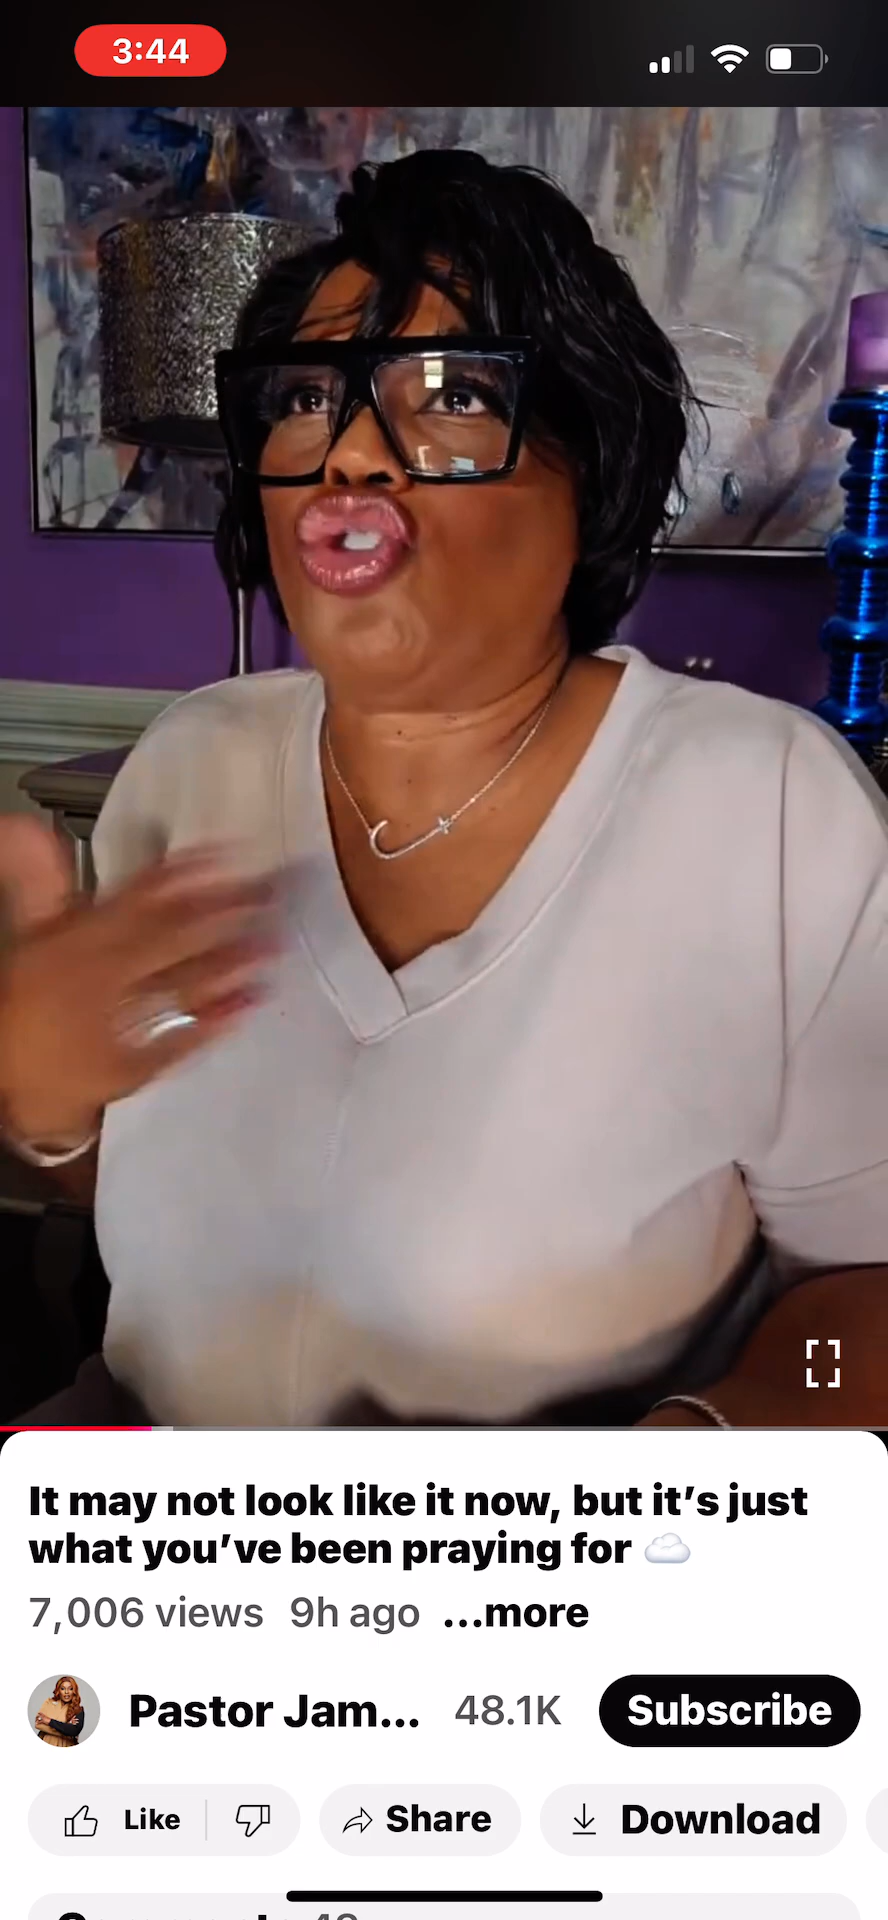 3:44
It may not look like it now, but it’s just
what you’ve been praying for ☁️
7,006 views 9h ago ...more
Pastor Jam... 48.1K Subscribe
Like Share Download